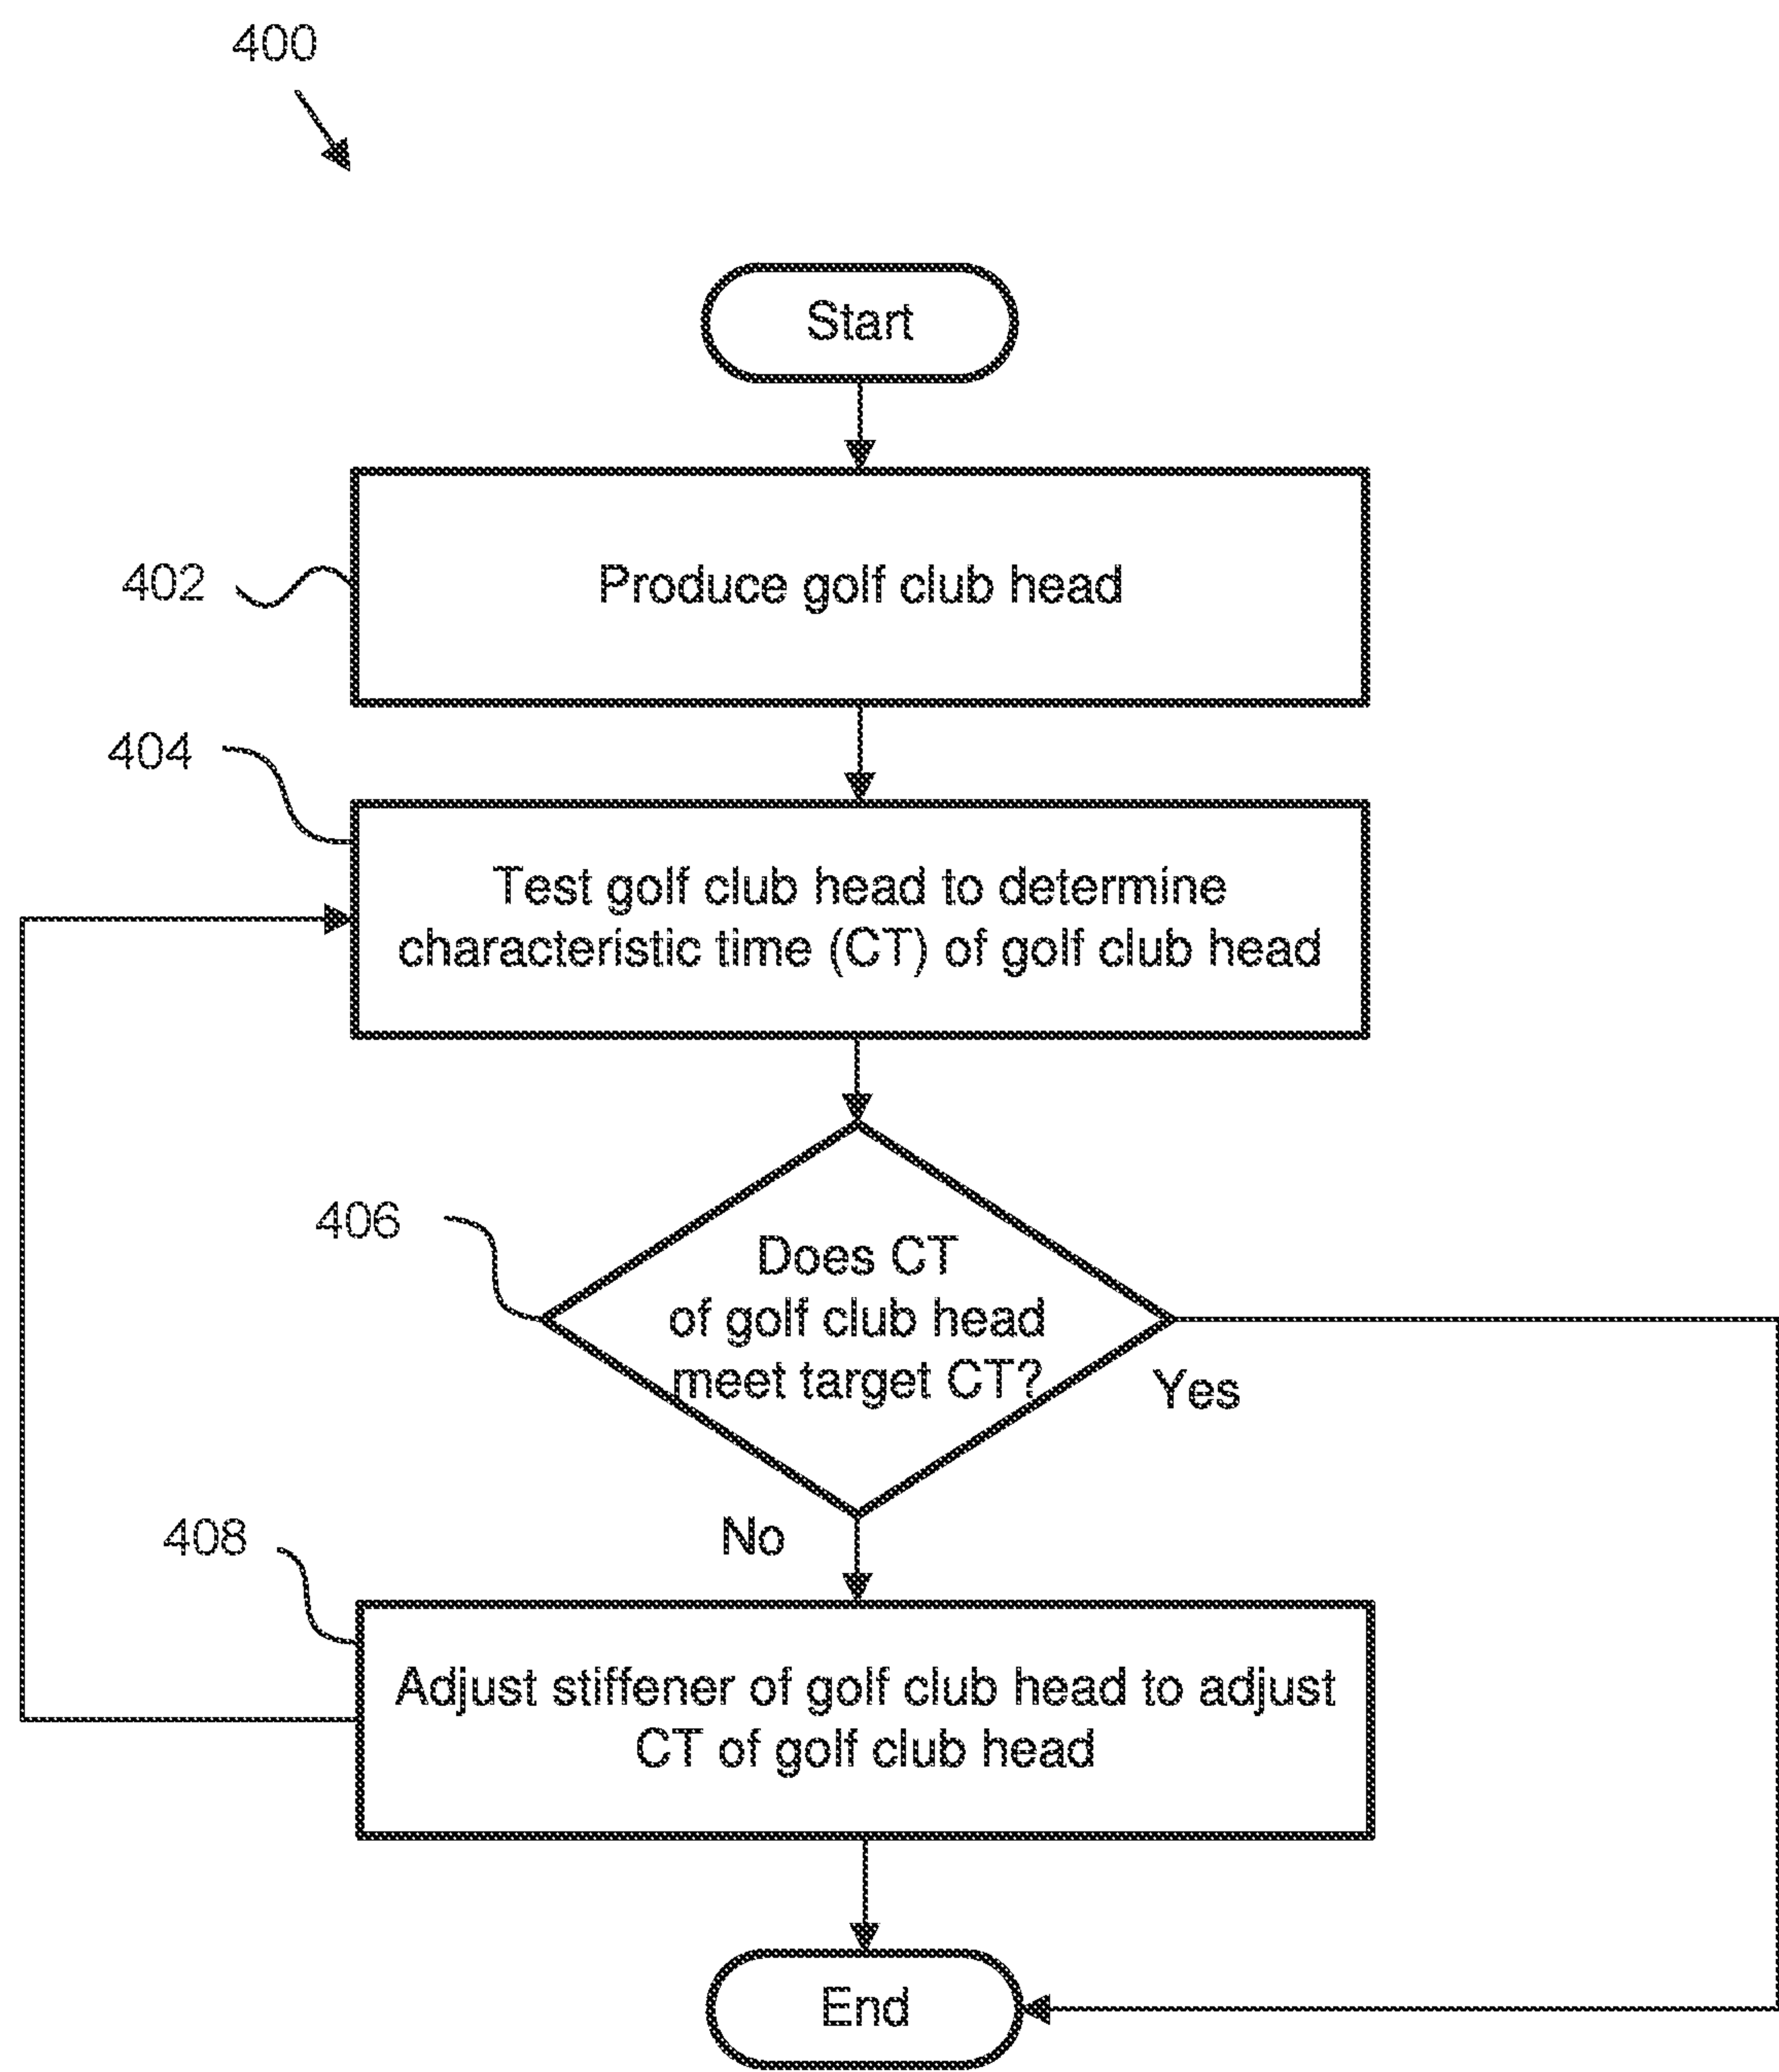 400
Start
402
Produce golf club head
404
Test golf club head to determine
characteristic time (CT) of golf club head
406
Does CT
of golf club head
meet target CT?
Yes
No
408
Adjust stiffener of golf club head to adjust
CT of golf club head
End